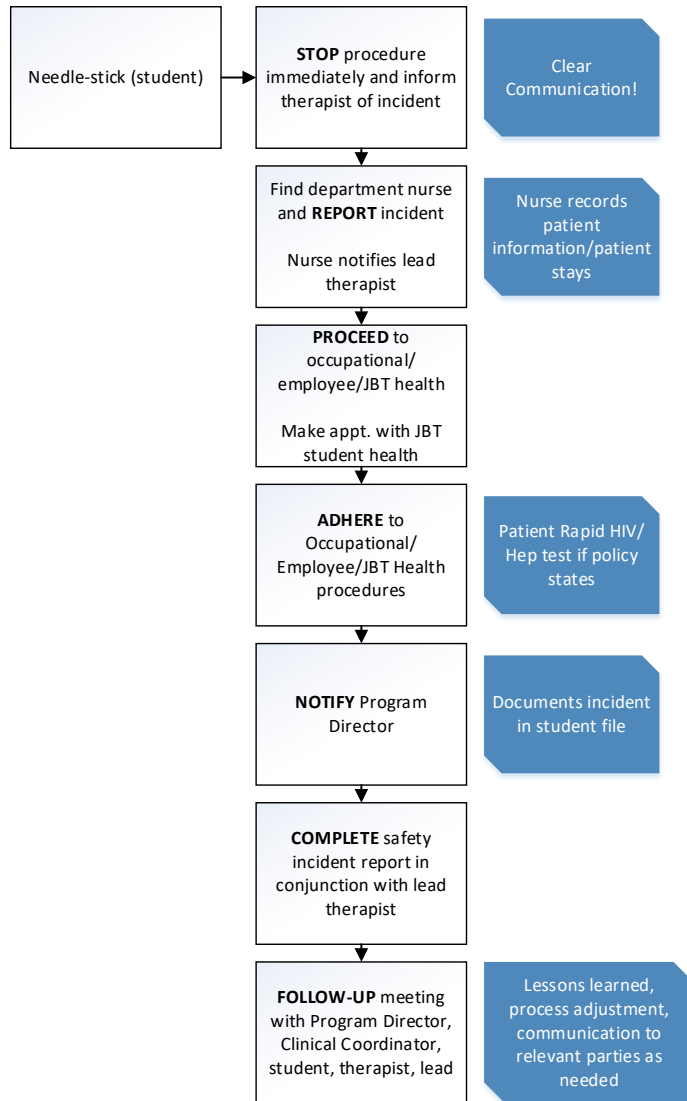 Needle-stick (student)
STOP procedure
immediately and inform
therapist of incident
Clear
Communication!
Find department nurse
and REPORT incident
Nurse notifies lead
therapist
Nurse records
patient
information/patient
stays
PROCEED to
occupational/
employee/JBT health
Make appt. with JBT
student health
ADHERE to
Occupational/
Employee/JBT Health
procedures
Patient Rapid HIV/
Hep test if policy
states
NOTIFY Program
Director
Documents incident
in student file
COMPLETE safety
incident report in
conjunction with lead
therapist
FOLLOW-UP meeting
with Program Director,
Clinical Coordinator,
student, therapist, lead
Lessons learned,
process adjustment,
communication to
relevant parties as
needed